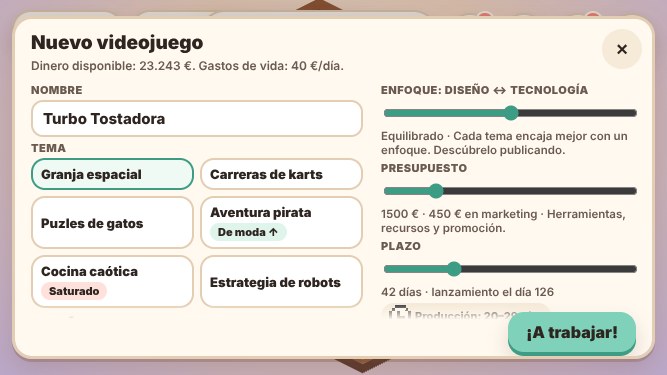 Nuevo videojuego
Dinero disponible: 23.243 €. Gastos de vida: 40 €/día.
NOMBRE
Turbo Tostadora
TEMA
Granja espacial
Carreras de karts
Puzles de gatos
Aventura pirata
De moda ↑
Cocina caótica
Saturado
Estrategia de robots
ENFOQUE: DISEÑO ↔ TECNOLOGÍA
Equilibrado · Cada tema encaja mejor con un
enfoque. Descúbrelo publicando.
PRESUPUESTO
1500 € · 450 € en marketing · Herramientas,
recursos y promoción.
PLAZO
42 días · lanzamiento el día 126
Producción:
¡A trabajar!